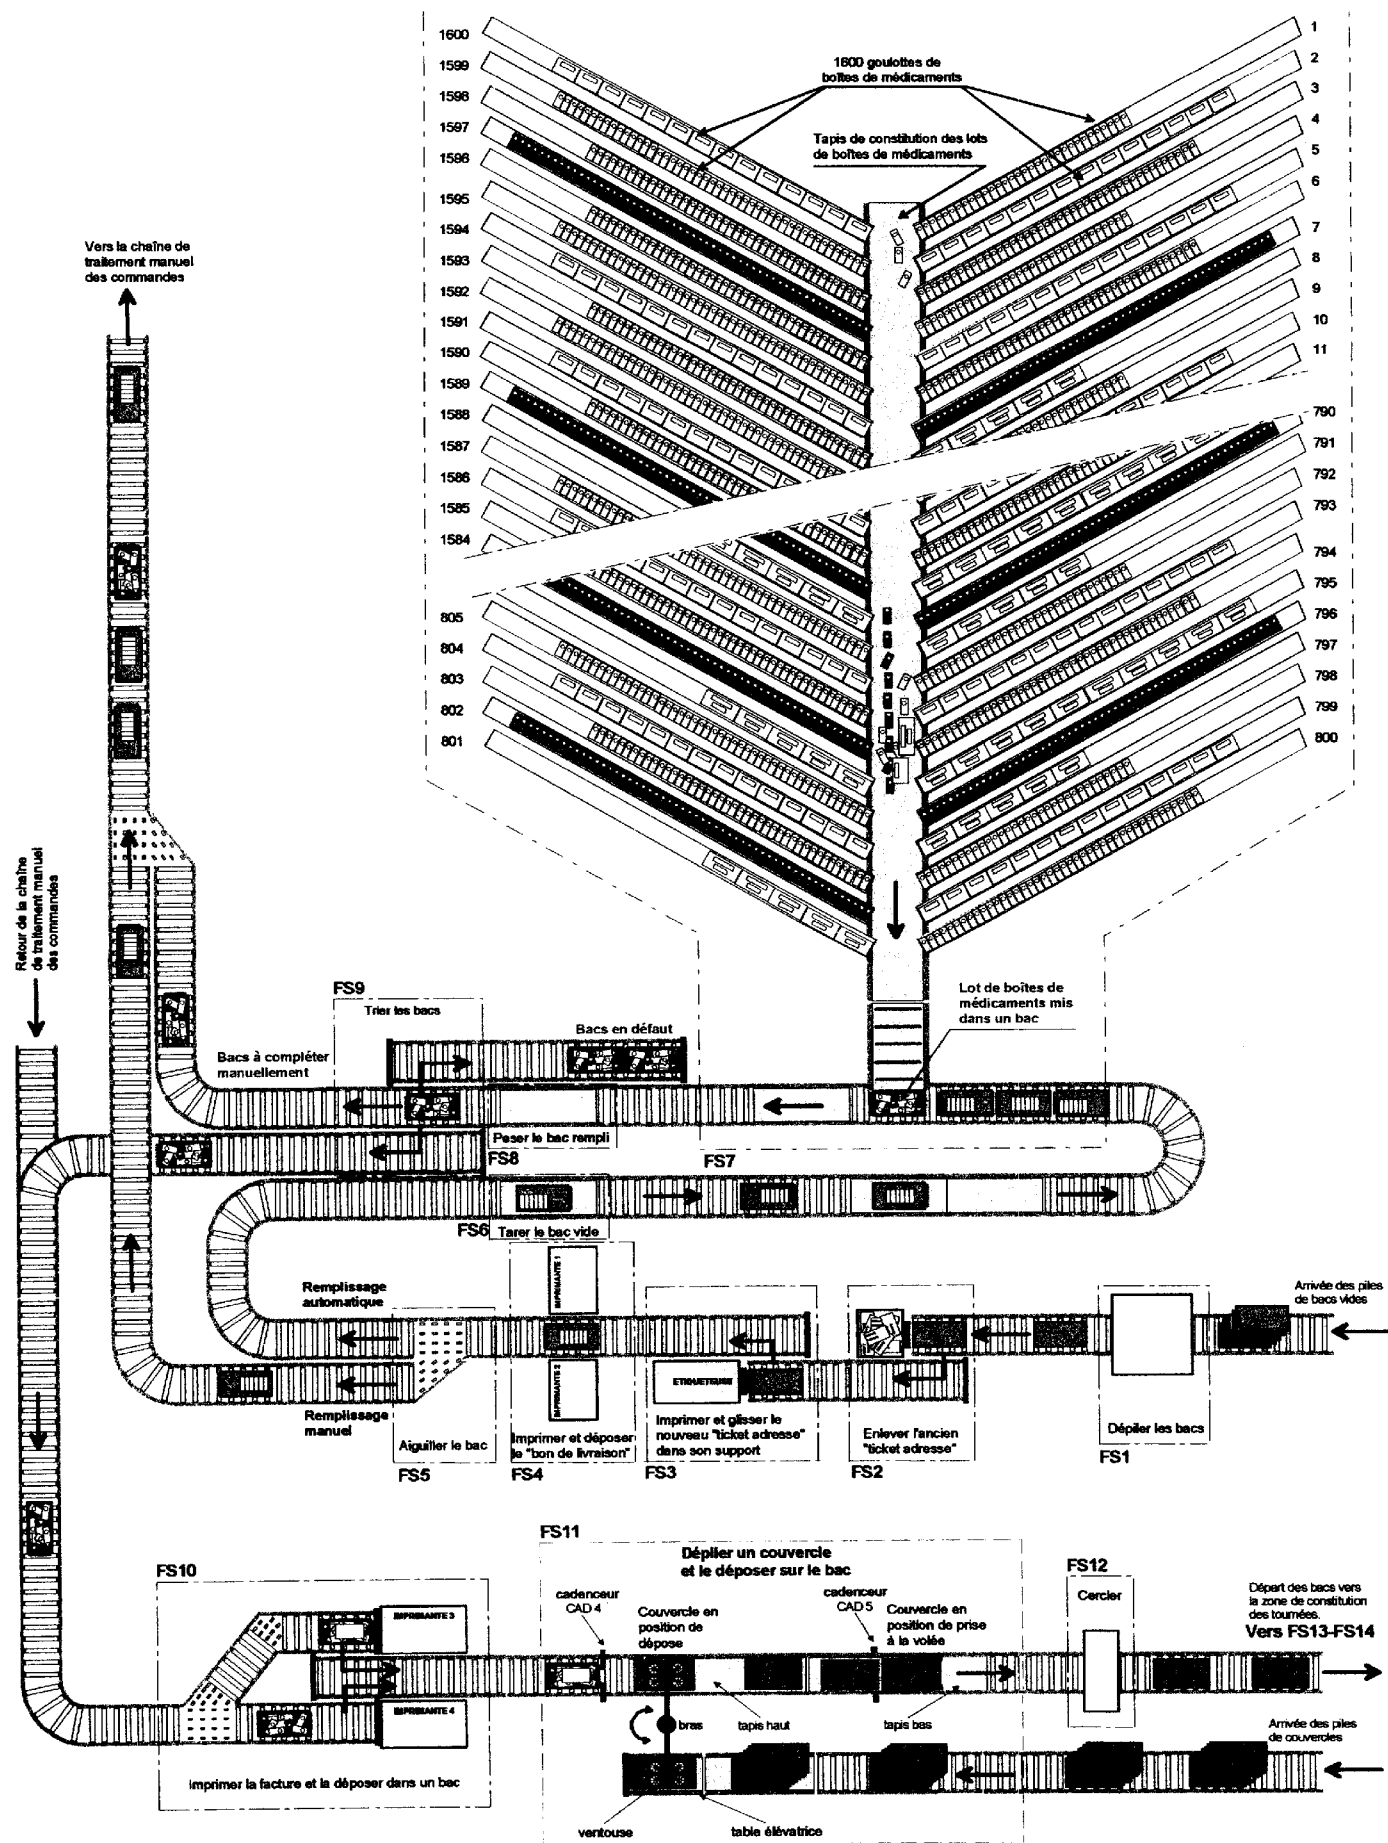 1600
1599
1598
1597
1596
1595
1594
1593
1592
1591
1590
1589
1588
1587
1586
1585
1584
805
804
803
802
801
1
2
3
4
5
6
7
8
9
10
11
790
791
792
793
794
795
796
797
798
799
800
1600 goulottes de
boîtes de médicaments
Tapis de constitution des lots
de boîtes de médicaments
Vers la chaîne de
traitement manuel
des commandes
Retour de la chaîne
de traitement manuel
des commandes
FS9
Trier les bacs
Bacs en défaut
Lot de boîtes de
médicaments mis
dans un bac
Bacs à compléter
manuellement
Peser le bac rempli
FS8
FS7
FS6
Tarer le bac vide
Remplissage
automatique
IMPRIMANTE 1
Arrivée des piles
de bacs vides
IMPRIMANTE 2
ETIQUETEUSE
Remplissage
manuel
Aiguiller le bac
Imprimer et déposer
le "bon de livraison"
Imprimer et glisser le
nouveau "ticket adresse"
dans son support
Enlever l'ancien
"ticket adresse"
Dépiler les bacs
FS5
FS4
FS3
FS2
FS1
FS11
Dépiler un couvercle
et le déposer sur le bac
FS10
FS12
cadenceur
CAD 4
Couvercle en
position de
dépose
cadenceur
CAD 5
Couvercle en
position de prise
à la volée
Cercler
Départ des bacs vers
la zone de constitution
des tournées.
Vers FS13-FS14
IMPRIMANTE 3
IMPRIMANTE 4
bras
tapis haut
tapis bas
Arrivée des piles
de couvercles
Imprimer la facture et la déposer dans un bac
ventouse
table élévatrice